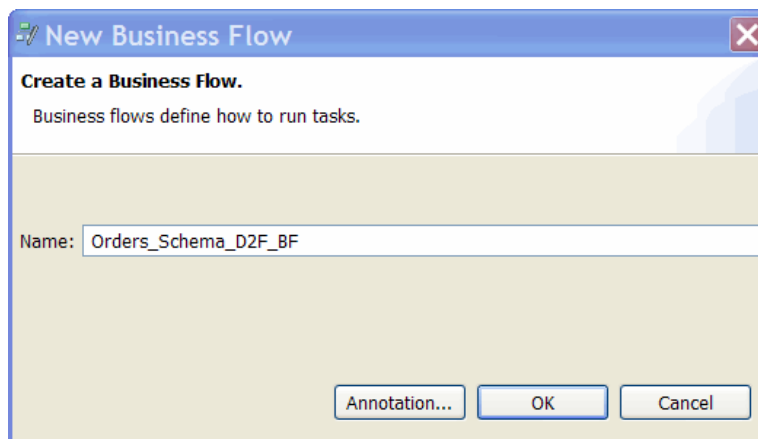 New Business Flow
Create a Business Flow.
Business flows define how to run tasks.
Name: Orders_Schema_D2F_BF
Annotation... OK Cancel